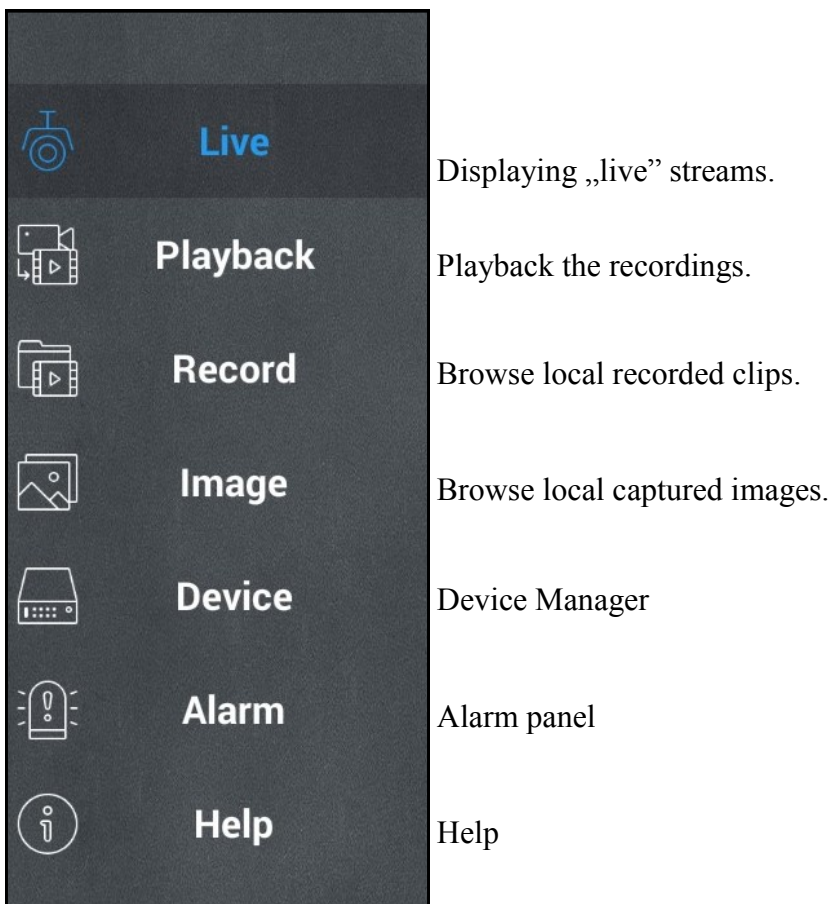 Live
Displaying „live” streams.
Playback
Playback the recordings.
Record
Browse local recorded clips.
Image
Browse local captured images.
Device
Device Manager
Alarm
Alarm panel
Help
Help